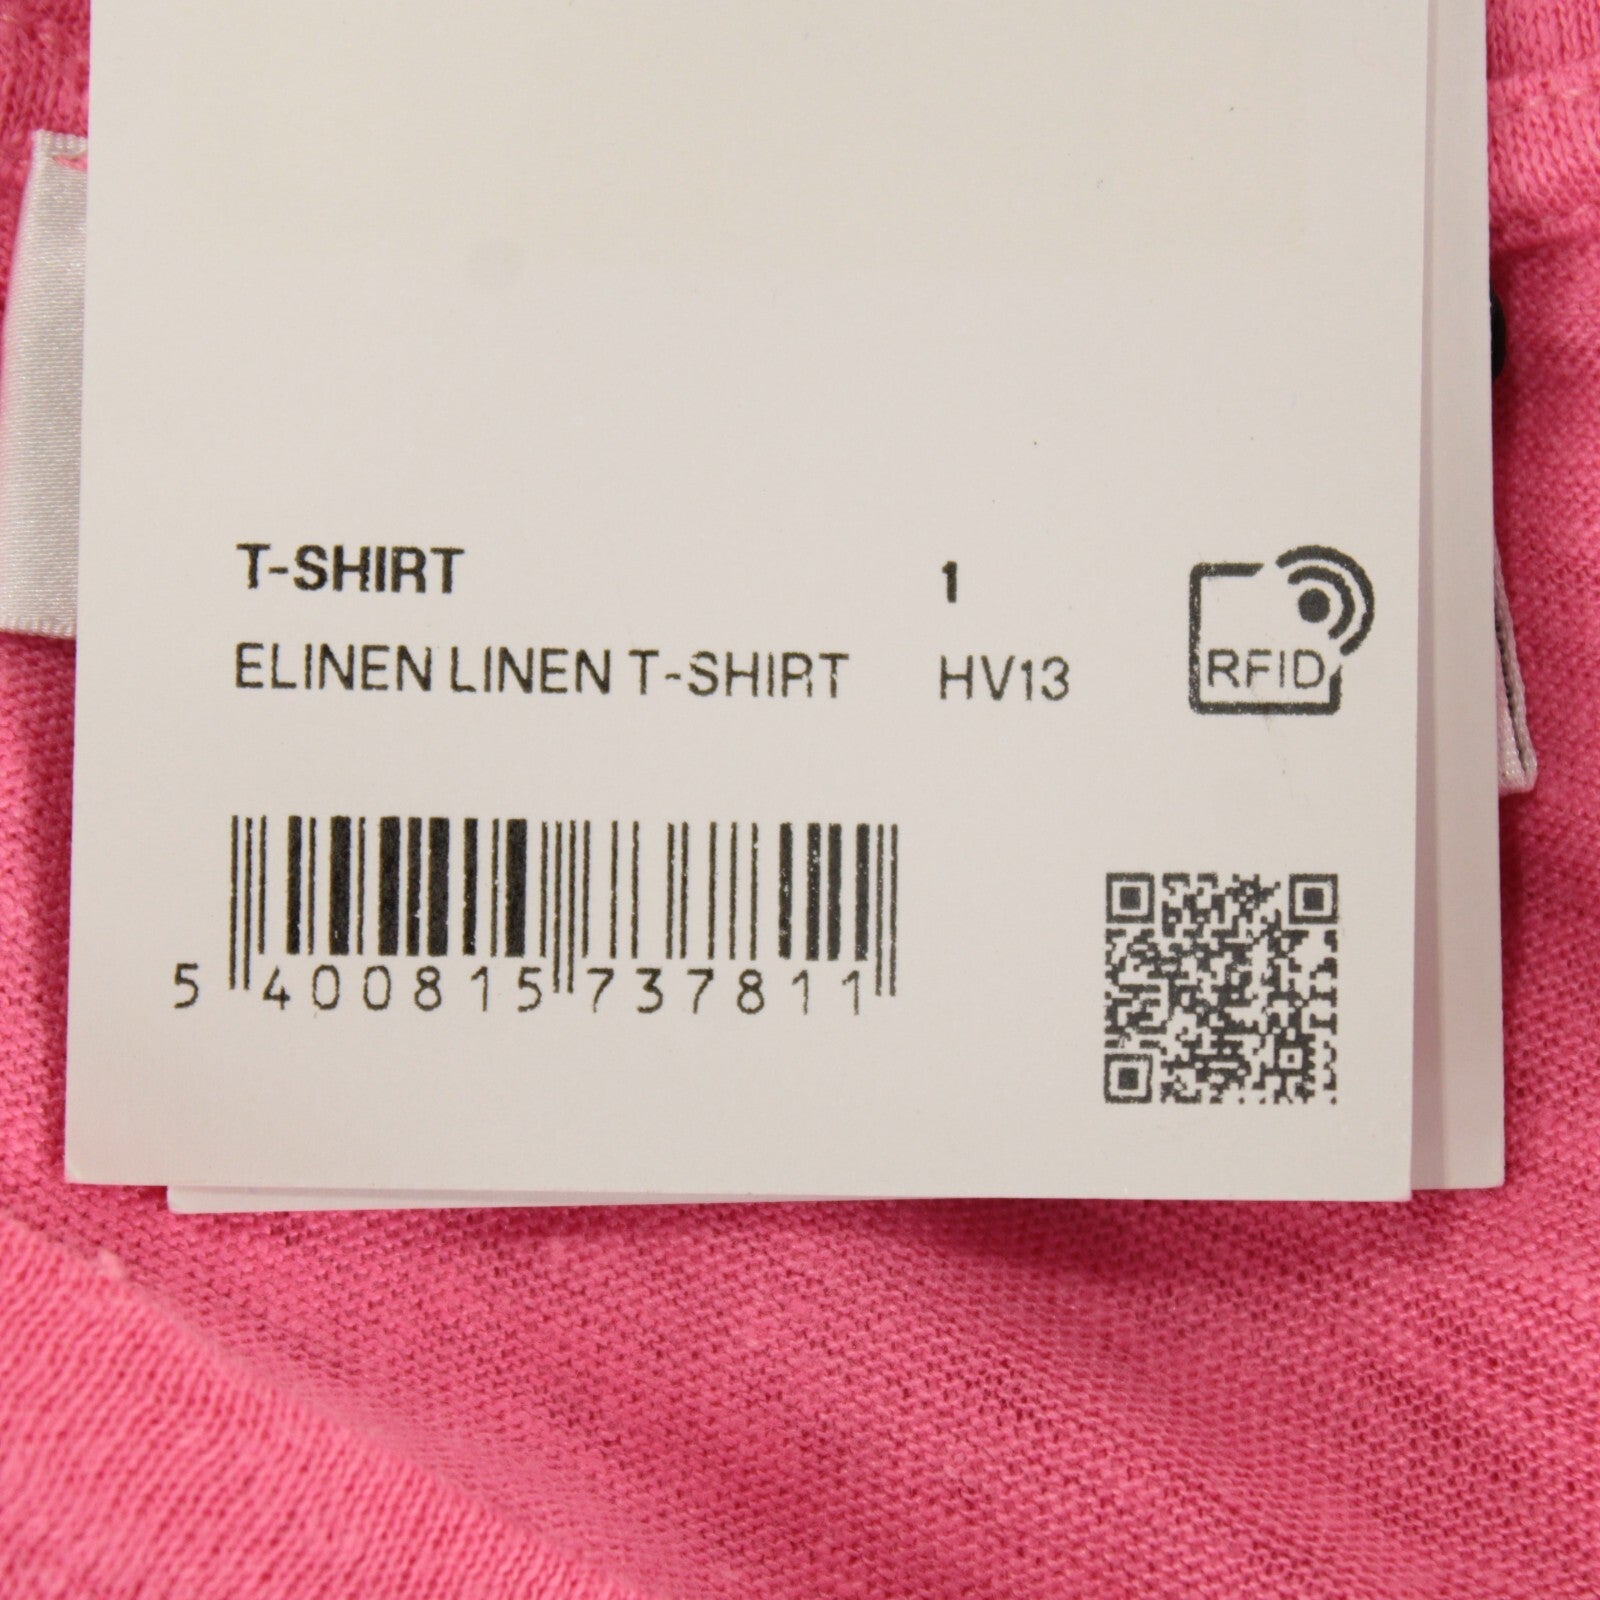 T-SHIRT 1
ELINEN LINEN T-SHIRT HV13
RFID
5 400815 737811